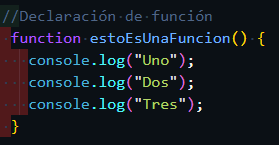 //Declaración de función
function estoEsUnaFuncion() {
console.log("Uno");
console.log("Dos");
console.log("Tres");
}